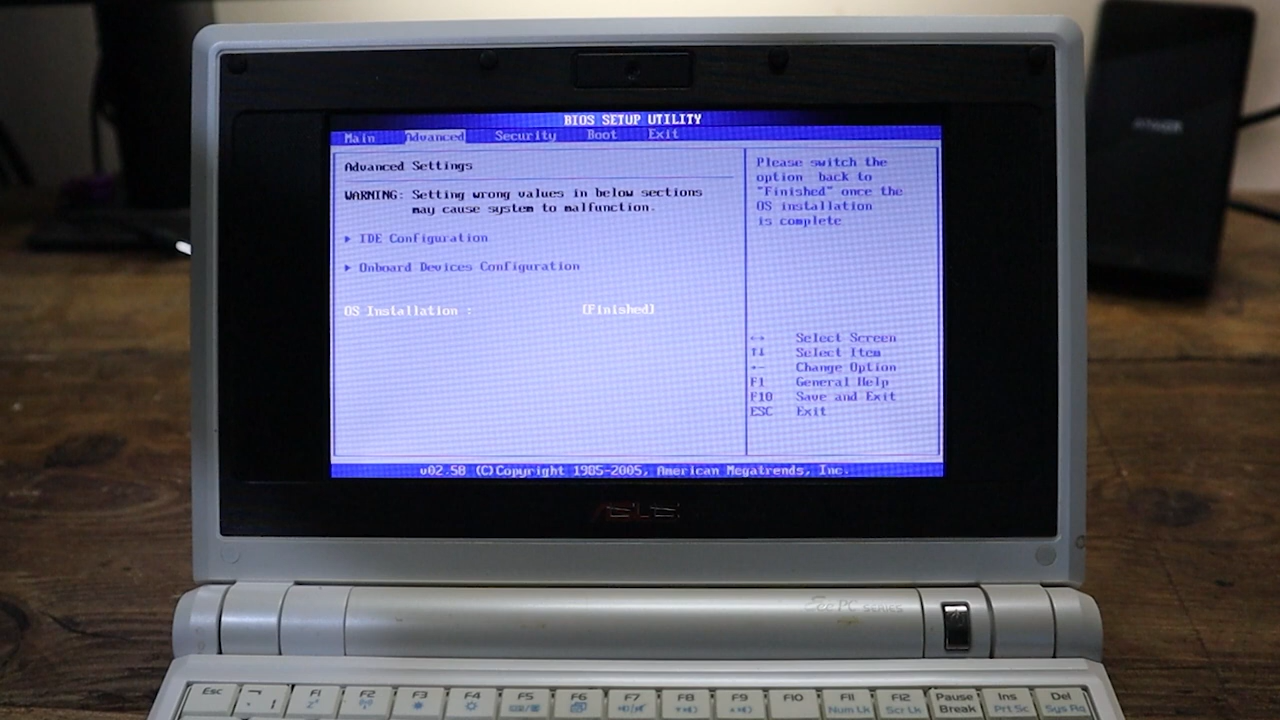 BIOS SETUP UTILITY
Main Advanced Security Boot Exit
Advanced Settings
WARNING: Setting wrong values in below sections
may cause system to malfunction.
▸ IDE Configuration
▸ Onboard Devices Configuration
OS Installation : [Finished]
Please switch the
option back to
"Finished" once the
OS installation
is complete
↔ Select Screen
↑↓ Select Item
+- Change Option
F1 General Help
F10 Save and Exit
ESC Exit
v02.58 (C)Copyright 1985-2005, American Megatrends, Inc.
ASUS
Eee PC SERIES
Esc F1 F2 F3 F4 F5 F6 F7 F8 F9 F10 F11 F12 Pause Ins Del
Num Lk Scr Lk Break Prt Sc Sys Rq